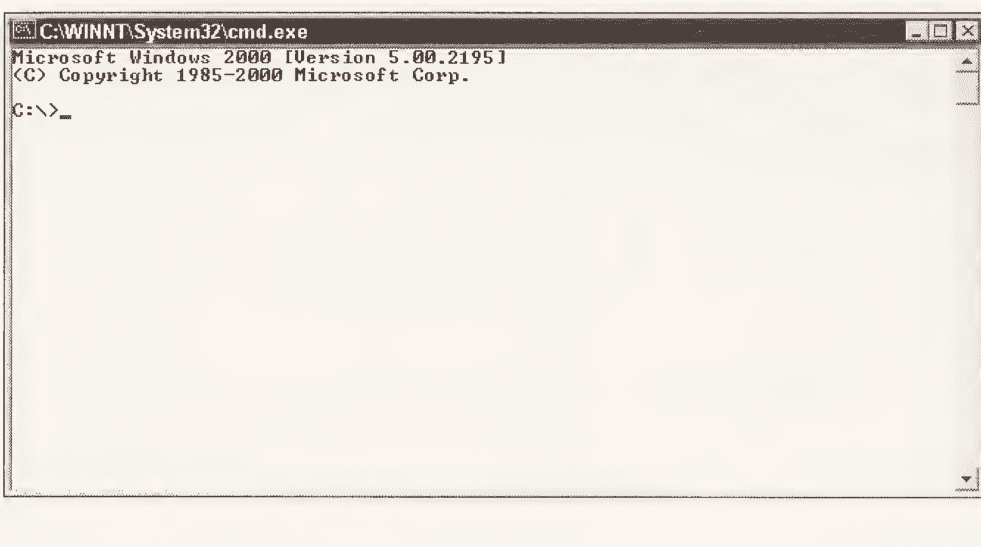 C:\WINNT\System32\cmd.exe
Microsoft Windows 2000 [Version 5.00.2195]
(C) Copyright 1985-2000 Microsoft Corp.
C:\>_